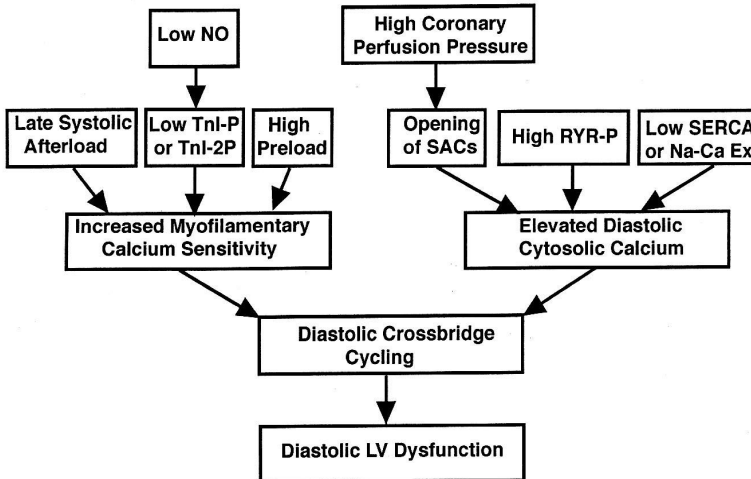 Low NO
High Coronary
Perfusion Pressure
Late Systolic
Afterload
Low TnI-P
or TnI-2P
High
Preload
Opening
of SACs
High RYR-P
Low SERCA
or Na-Ca Ex
Increased Myofilamentary
Calcium Sensitivity
Elevated Diastolic
Cytosolic Calcium
Diastolic Crossbridge
Cycling
Diastolic LV Dysfunction